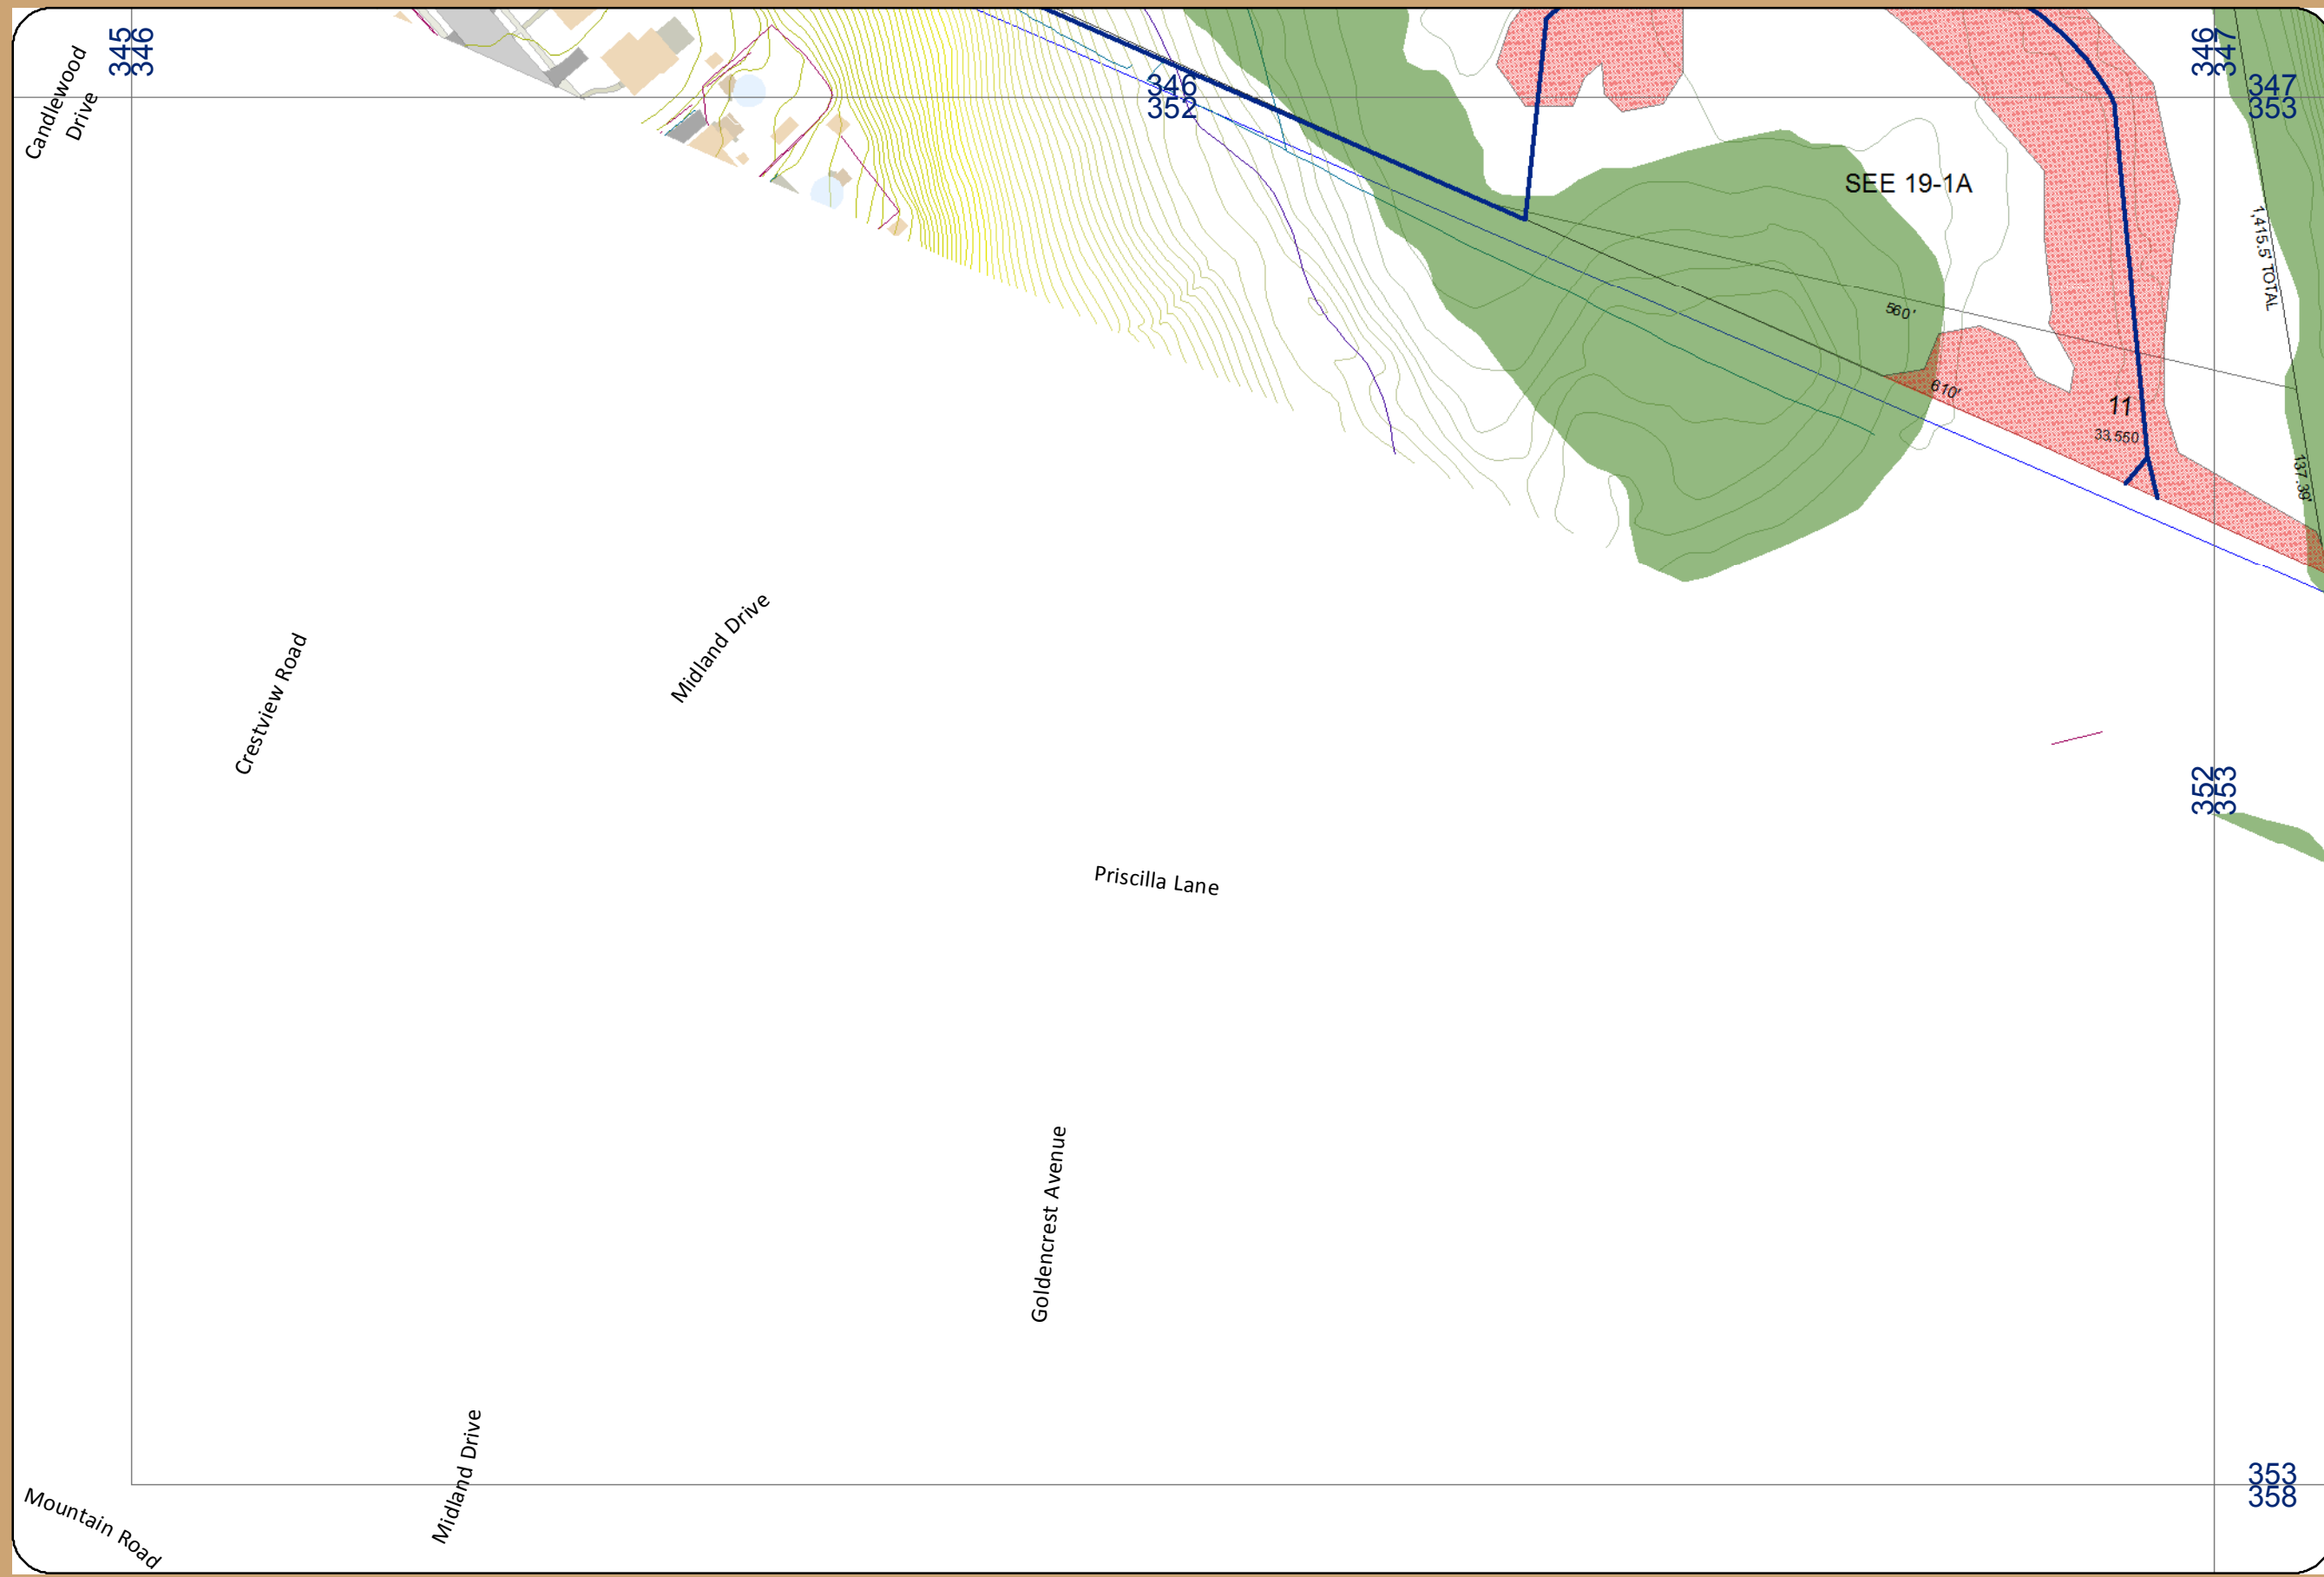 345
346
346
347
Candlewood
Drive
346
352
347
353
SEE 19-1A
1,415.5' TOTAL
560'
610'
11
33,550
137.39'
Midland Drive
Crestview Road
352
353
Priscilla Lane
Goldencrest Avenue
Midland Drive
353
358
Mountain Road